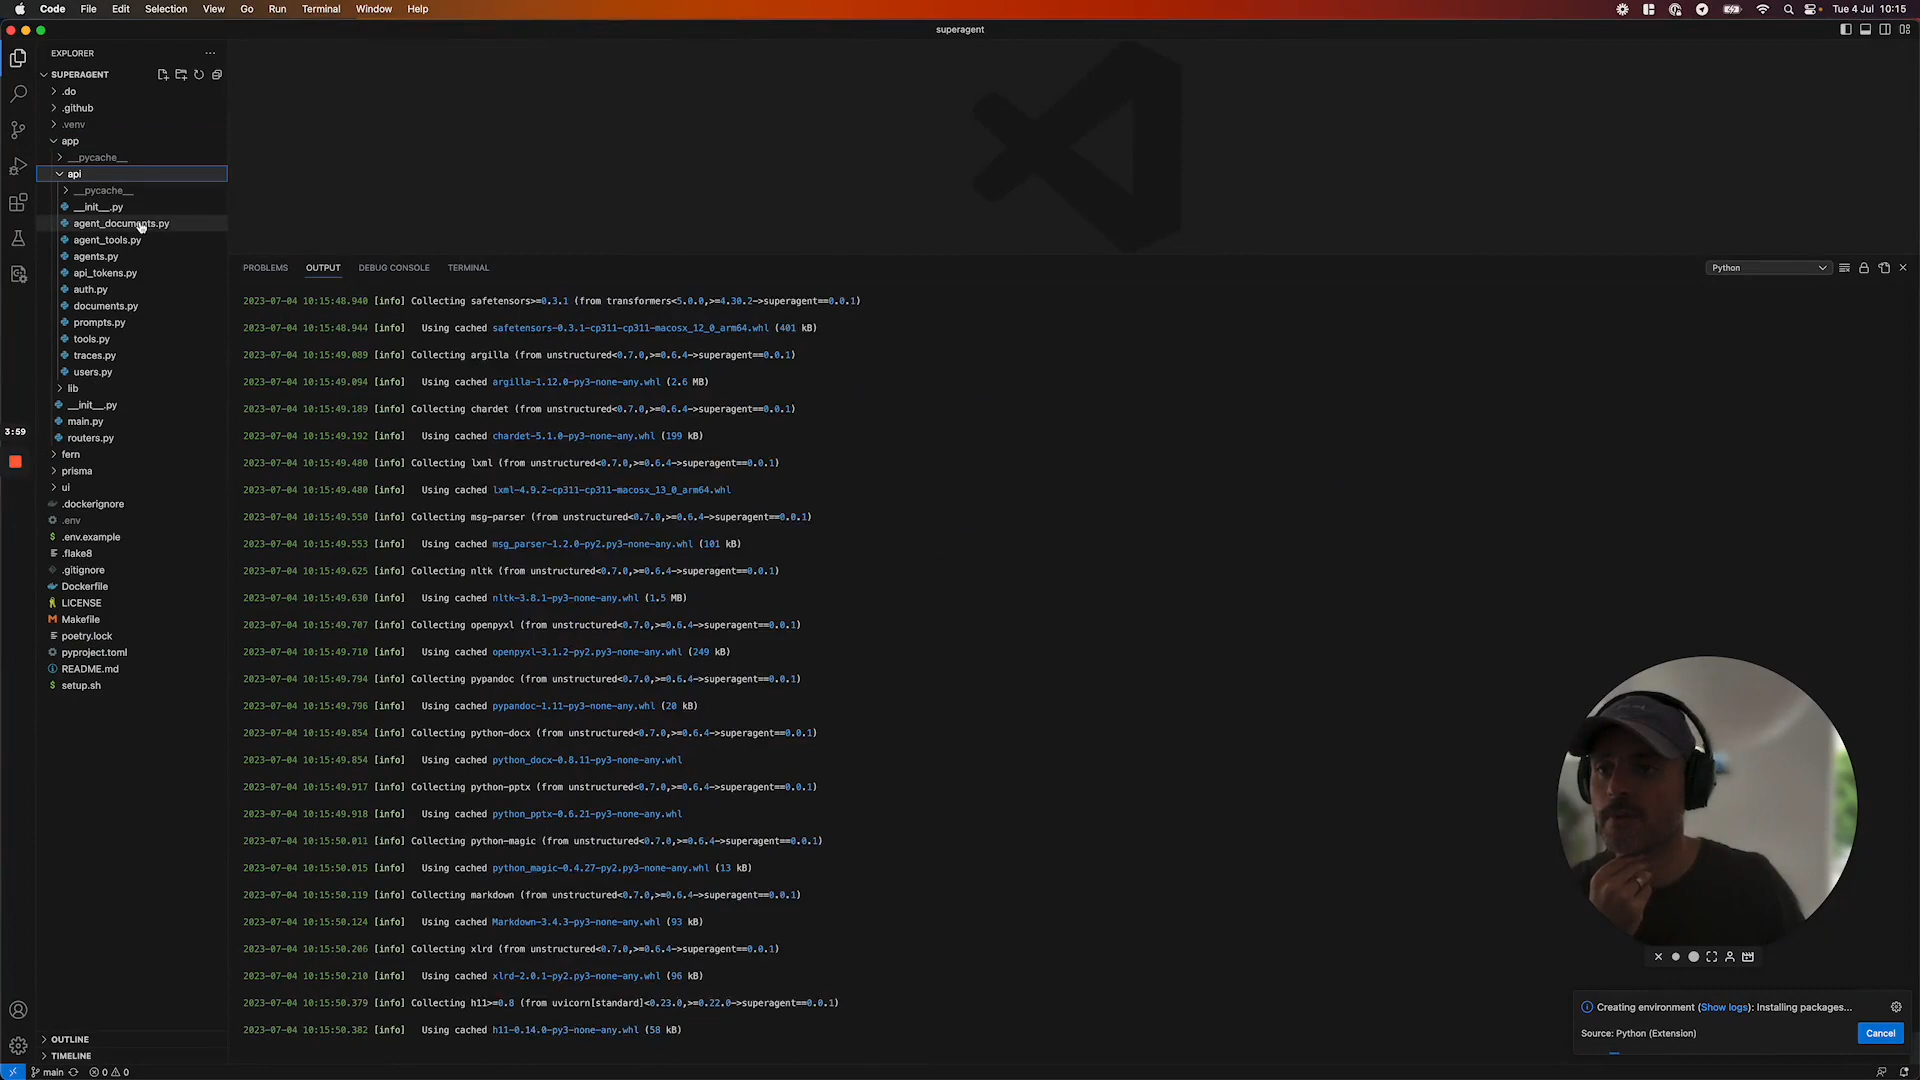 Code File Edit Selection View Go Run Terminal Window Help
Tue 4 Jul 10:15
superagent
EXPLORER
SUPERAGENT
.do
.github
.venv
app
__pycache__
api
__pycache__
__init__.py
agent_documents.py
agent_tools.py
agents.py
api_tokens.py
auth.py
documents.py
prompts.py
tools.py
traces.py
users.py
lib
__init__.py
main.py
3:59
routers.py
fern
prisma
ui
.dockerignore
.env
.env.example
.flake8
.gitignore
Dockerfile
LICENSE
Makefile
poetry.lock
pyproject.toml
README.md
setup.sh
OUTLINE
TIMELINE
main
0 0
PROBLEMS OUTPUT DEBUG CONSOLE TERMINAL
Python
2023-07-04 10:15:48.940 [info] Collecting safetensors>=0.3.1 (from transformers<5.0.0,>=4.30.2->superagent==0.0.1)
2023-07-04 10:15:48.944 [info] Using cached safetensors-0.3.1-cp311-cp311-macosx_12_0_arm64.whl (401 kB)
2023-07-04 10:15:49.089 [info] Collecting argilla (from unstructured<0.7.0,>=0.6.4->superagent==0.0.1)
2023-07-04 10:15:49.094 [info] Using cached argilla-1.12.0-py3-none-any.whl (2.6 MB)
2023-07-04 10:15:49.189 [info] Collecting chardet (from unstructured<0.7.0,>=0.6.4->superagent==0.0.1)
2023-07-04 10:15:49.192 [info] Using cached chardet-5.1.0-py3-none-any.whl (199 kB)
2023-07-04 10:15:49.480 [info] Collecting lxml (from unstructured<0.7.0,>=0.6.4->superagent==0.0.1)
2023-07-04 10:15:49.480 [info] Using cached lxml-4.9.2-cp311-cp311-macosx_13_0_arm64.whl
2023-07-04 10:15:49.550 [info] Collecting msg-parser (from unstructured<0.7.0,>=0.6.4->superagent==0.0.1)
2023-07-04 10:15:49.553 [info] Using cached msg_parser-1.2.0-py2.py3-none-any.whl (101 kB)
2023-07-04 10:15:49.625 [info] Collecting nltk (from unstructured<0.7.0,>=0.6.4->superagent==0.0.1)
2023-07-04 10:15:49.630 [info] Using cached nltk-3.8.1-py3-none-any.whl (1.5 MB)
2023-07-04 10:15:49.707 [info] Collecting openpyxl (from unstructured<0.7.0,>=0.6.4->superagent==0.0.1)
2023-07-04 10:15:49.710 [info] Using cached openpyxl-3.1.2-py2.py3-none-any.whl (249 kB)
2023-07-04 10:15:49.794 [info] Collecting pypandoc (from unstructured<0.7.0,>=0.6.4->superagent==0.0.1)
2023-07-04 10:15:49.796 [info] Using cached pypandoc-1.11-py3-none-any.whl (20 kB)
2023-07-04 10:15:49.854 [info] Collecting python-docx (from unstructured<0.7.0,>=0.6.4->superagent==0.0.1)
2023-07-04 10:15:49.854 [info] Using cached python_docx-0.8.11-py3-none-any.whl
2023-07-04 10:15:49.917 [info] Collecting python-pptx (from unstructured<0.7.0,>=0.6.4->superagent==0.0.1)
2023-07-04 10:15:49.918 [info] Using cached python_pptx-0.6.21-py3-none-any.whl
2023-07-04 10:15:50.011 [info] Collecting python-magic (from unstructured<0.7.0,>=0.6.4->superagent==0.0.1)
2023-07-04 10:15:50.015 [info] Using cached python_magic-0.4.27-py2.py3-none-any.whl (13 kB)
2023-07-04 10:15:50.119 [info] Collecting markdown (from unstructured<0.7.0,>=0.6.4->superagent==0.0.1)
2023-07-04 10:15:50.124 [info] Using cached Markdown-3.4.3-py3-none-any.whl (93 kB)
2023-07-04 10:15:50.206 [info] Collecting xlrd (from unstructured<0.7.0,>=0.6.4->superagent==0.0.1)
2023-07-04 10:15:50.210 [info] Using cached xlrd-2.0.1-py2.py3-none-any.whl (96 kB)
2023-07-04 10:15:50.379 [info] Collecting h11>=0.8 (from uvicorn[standard]<0.23.0,>=0.22.0->superagent==0.0.1)
2023-07-04 10:15:50.382 [info] Using cached h11-0.14.0-py3-none-any.whl (58 kB)
Creating environment (Show logs): Installing packages...
Source: Python (Extension)
Cancel